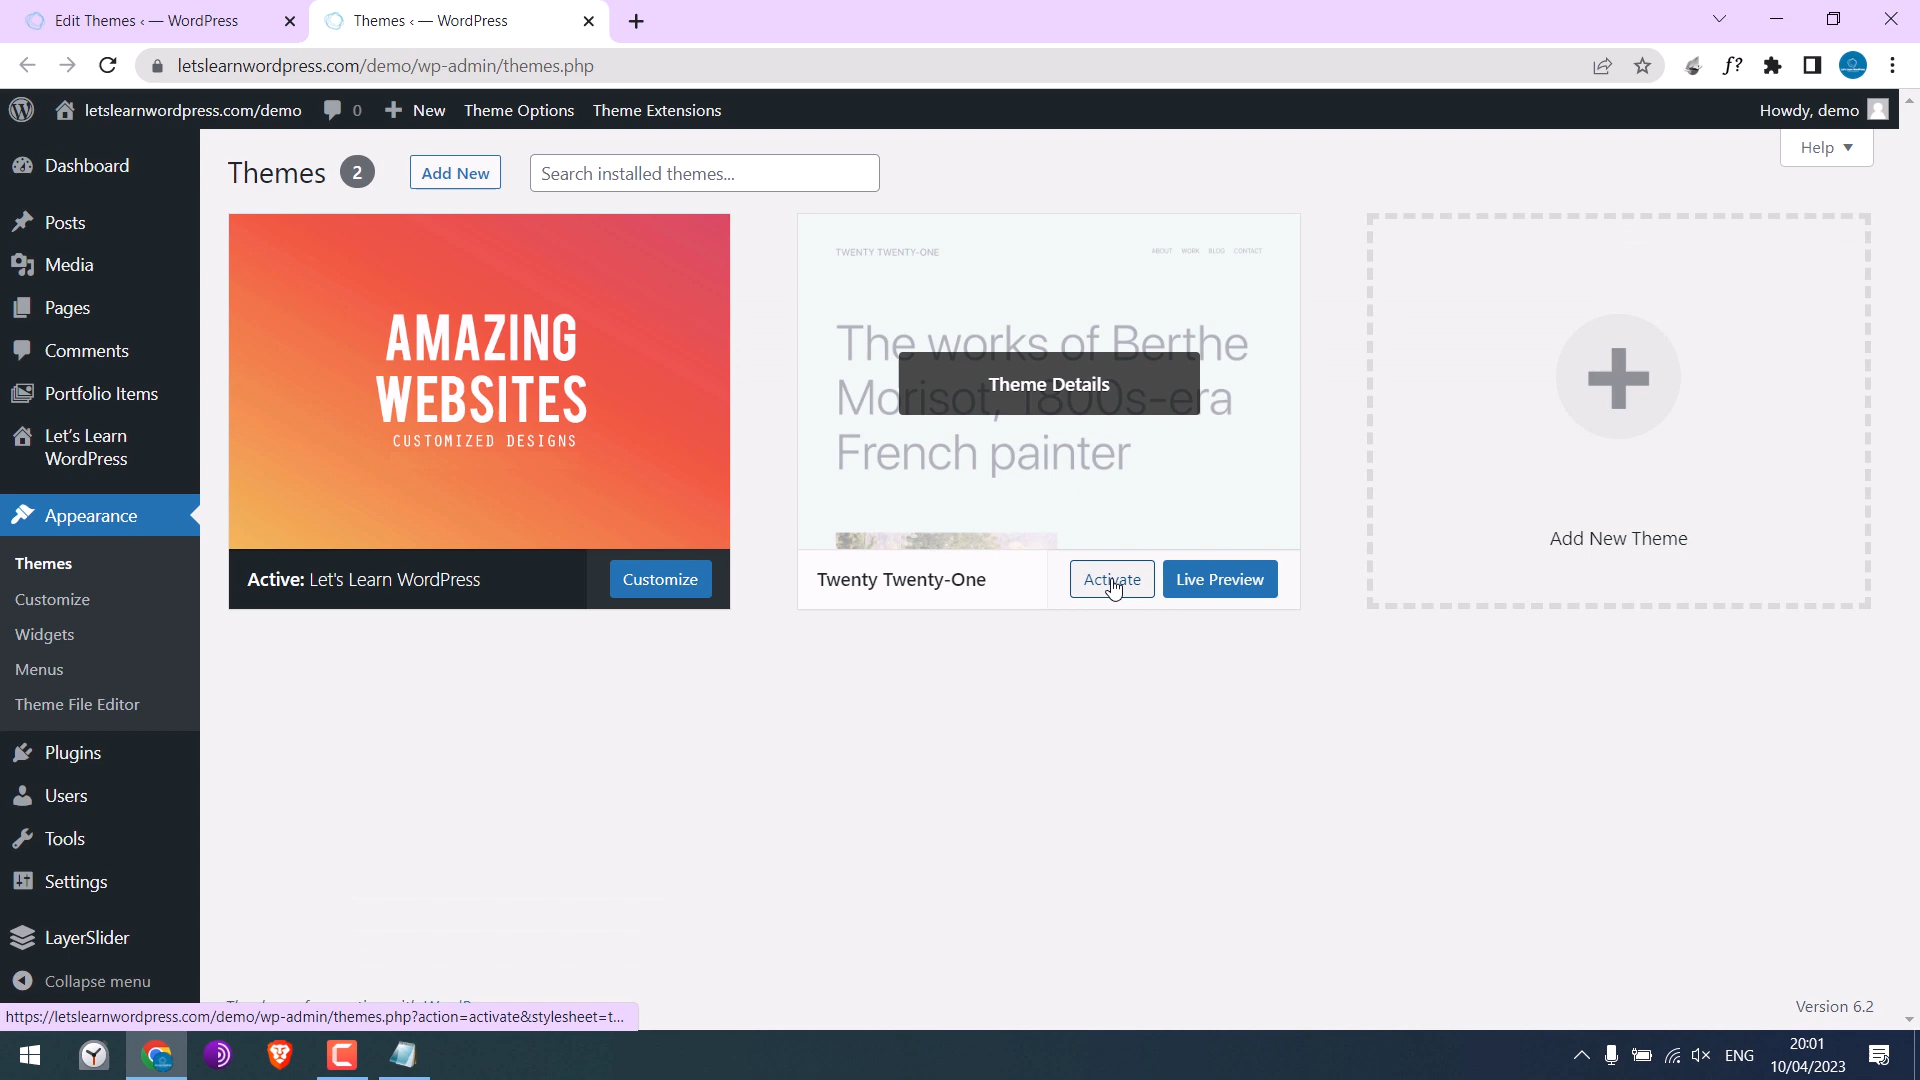 Edit Themes ‹ — WordPress
Themes ‹ — WordPress
letslearnwordpress.com/demo/wp-admin/themes.php
f?
letslearnwordpress.com/demo
0
New
Theme Options
Theme Extensions
Howdy, demo
Dashboard
Posts
Media
Pages
Comments
Portfolio Items
Let's Learn
WordPress
Appearance
Themes
Customize
Widgets
Menus
Theme File Editor
Plugins
Users
Tools
Settings
LayerSlider
Collapse menu
Help
Themes 2
Add New
Search installed themes...
AMAZING
WEBSITES
CUSTOMIZED DESIGNS
Active: Let's Learn WordPress
Customize
TWENTY TWENTY-ONE
ABOUT WORK BLOG CONTACT
The works of Berthe
Morisot, 1800s-era
French painter
Theme Details
Twenty Twenty-One
Activate
Live Preview
Add New Theme
Version 6.2
https://letslearnwordpress.com/demo/wp-admin/themes.php?action=activate&stylesheet=t...
ENG
20:01
10/04/2023